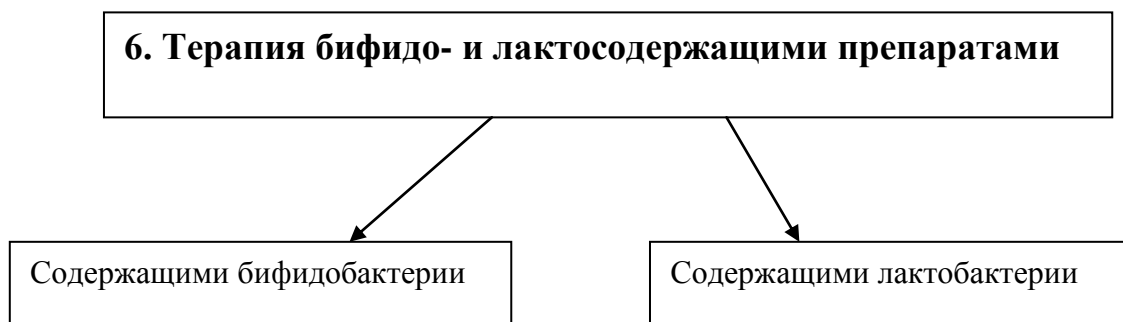 6. Терапия бифидо- и лактосодержащими препаратами
Содержащими бифидобактерии
Содержащими лактобактерии